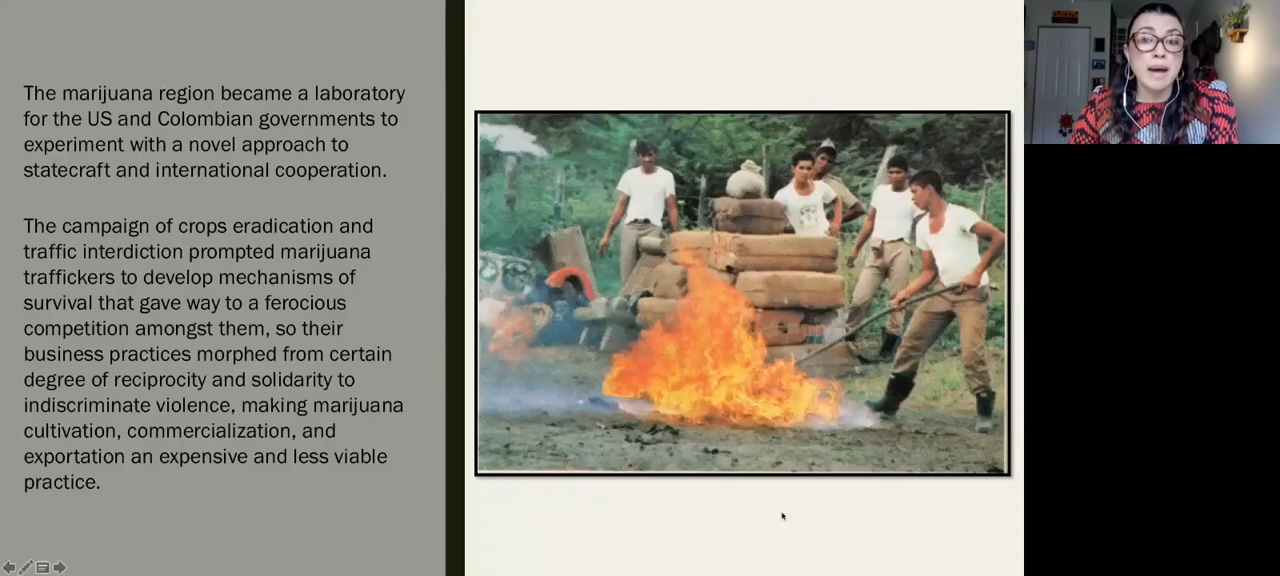 The marijuana region became a laboratory
for the US and Colombian governments to
experiment with a novel approach to
statecraft and international cooperation.
The campaign of crops eradication and
traffic interdiction prompted marijuana
traffickers to develop mechanisms of
survival that gave way to a ferocious
competition amongst them, so their
business practices morphed from certain
degree of reciprocity and solidarity to
indiscriminate violence, making marijuana
cultivation, commercialization, and
exportation an expensive and less viable
practice.